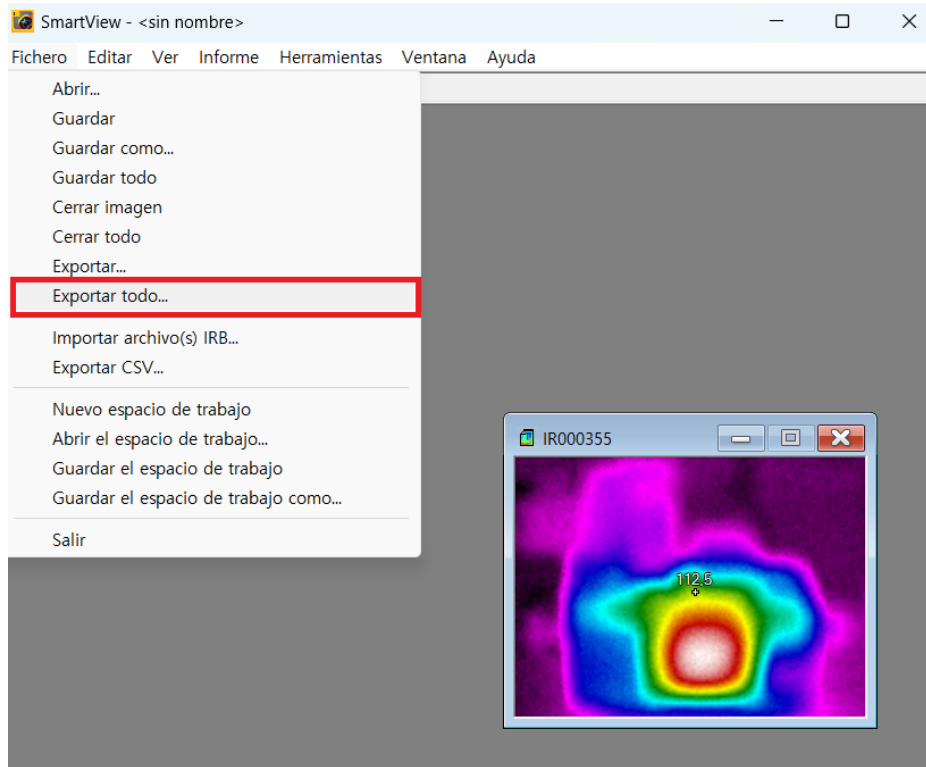 SmartView - <sin nombre>
Fichero Editar Ver Informe Herramientas Ventana Ayuda
Abrir...
Guardar
Guardar como...
Guardar todo
Cerrar imagen
Cerrar todo
Exportar...
Exportar todo...
Importar archivo(s) IRB...
Exportar CSV...
Nuevo espacio de trabajo
Abrir el espacio de trabajo...
Guardar el espacio de trabajo
Guardar el espacio de trabajo como...
Salir
IR000355
112,5